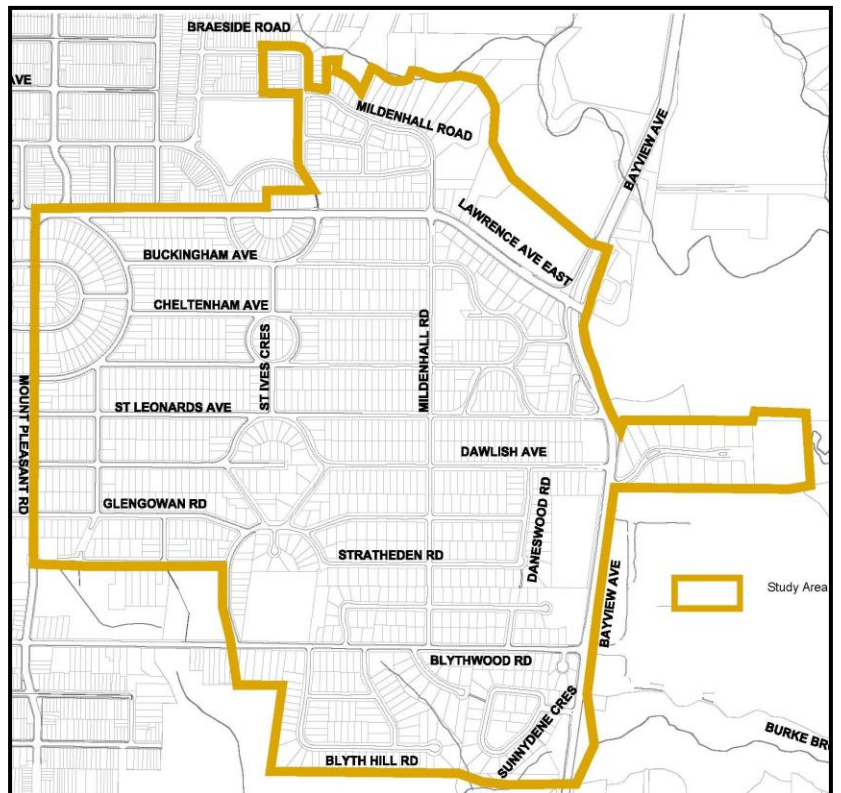 BRAESIDE ROAD
AVE
MILDENHALL ROAD
BAYVIEW AVE
LAWRENCE AVE EAST
BUCKINGHAM AVE
CHELTENHAM AVE
ST IVES CRES
MILDENHALL RD
MOUNT PLEASANT RD
ST LEONARDS AVE
DAWLISH AVE
GLENGOWAN RD
DANESWOOD RD
STRATHEDEN RD
BAYVIEW AVE
Study Area
BLYTHWOOD RD
SUNNYDENE CRES
BURKE BR
BLYTH HILL RD